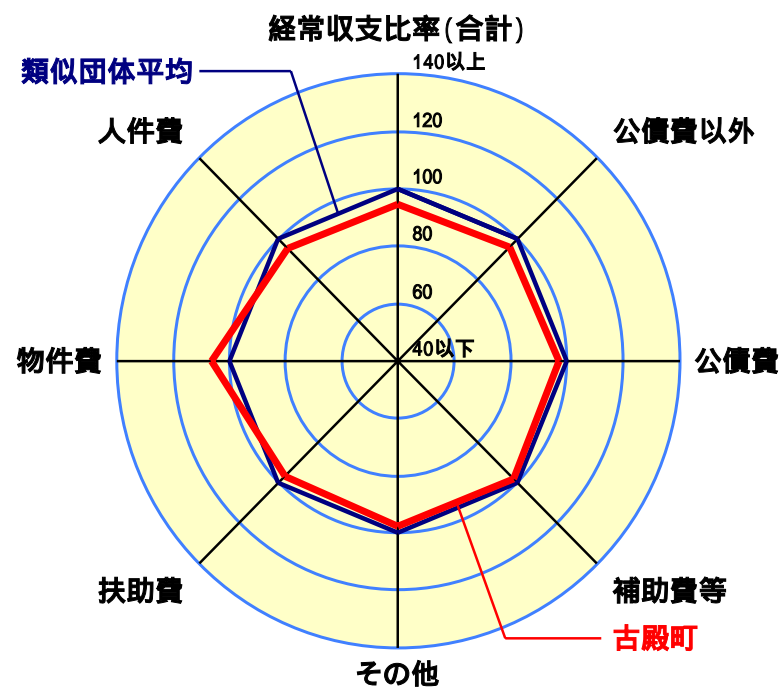 経常収支比率(合計)
140以上
類似団体平均
人件費
公債費以外
120
100
80
60
40以下
物件費
公債費
扶助費
補助費等
古殿町
その他